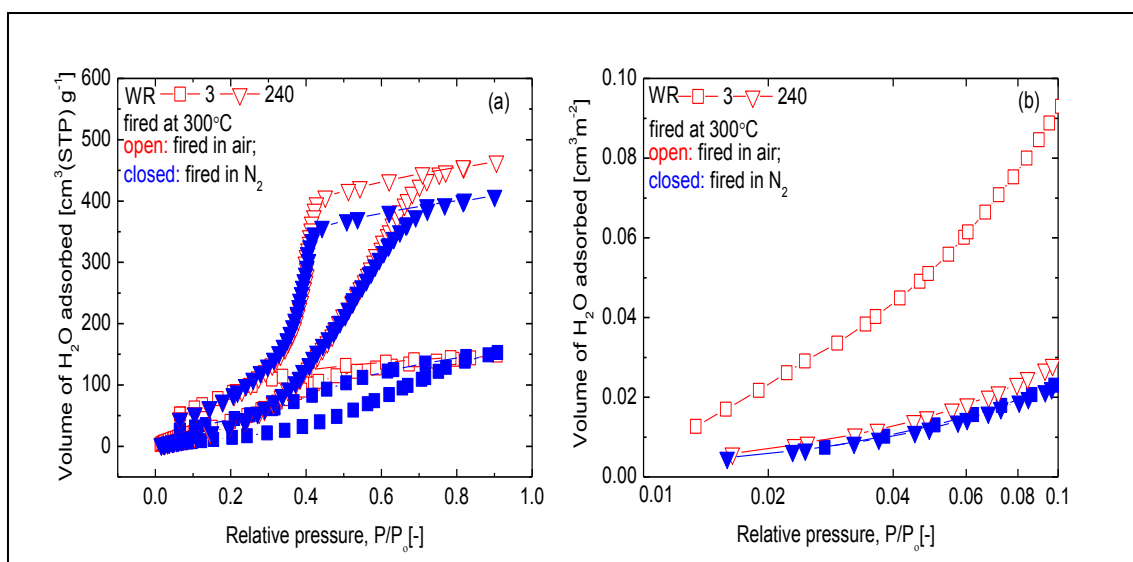 Volume of H₂O adsorbed [cm³(STP) g⁻¹]
600
500
400
300
200
100
0
WR 3 240
(a)
fired at 300°C
open: fired in air;
closed: fired in N₂
0.0 0.2 0.4 0.6 0.8 1.0
Relative pressure, P/Pₒ[-]
Volume of H₂O adsorbed [cm³m⁻²]
0.10
0.08
0.06
0.04
0.02
0.00
WR 3 240
(b)
fired at 300°C
open: fired in air;
closed: fired in N₂
0.01 0.02 0.04 0.06 0.08 0.1
Relative pressure, P/Pₒ[-]